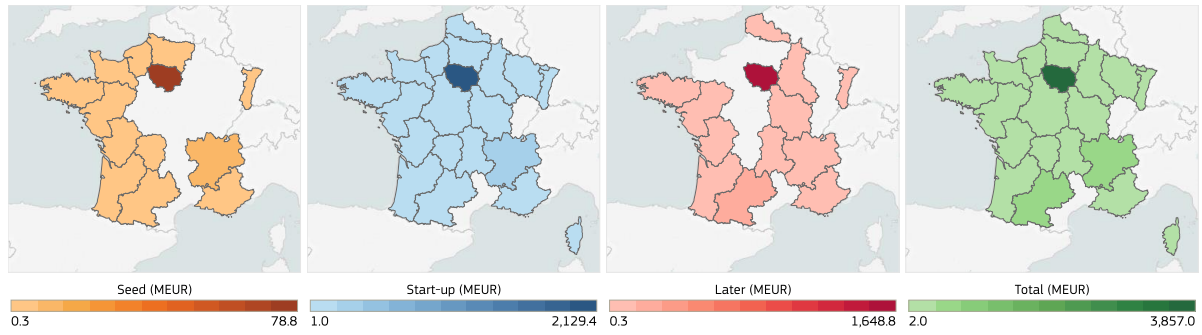 Seed (MEUR)
0.3 78.8
Start-up (MEUR)
1.0 2,129.4
Later (MEUR)
0.3 1,648.8
Total (MEUR)
2.0 3,857.0